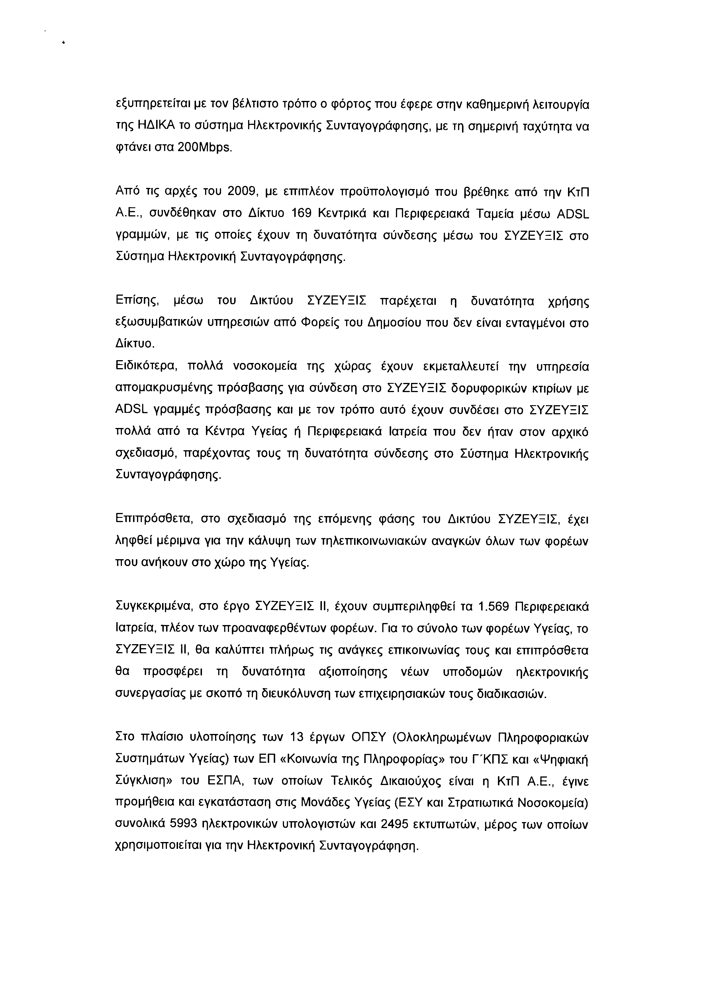 εξυπηρετείται με τον βέλτιστο τρόπο ο φόρτος που έφερε στην καθημερινή λειτουργία
της ΗΔΙΚΑ το σύστημα Ηλεκτρονικής Συνταγογράφησης, με τη σημερινή ταχύτητα να
φτάνει στα 200Mbps.
Από τις αρχές του 2009, με επιπλέον προϋπολογισμό που βρέθηκε από την ΚτΠ
Α.Ε., συνδέθηκαν στο Δίκτυο 169 Κεντρικά και Περιφερειακά Ταμεία μέσω ADSL
γραμμών, με τις οποίες έχουν τη δυνατότητα σύνδεσης μέσω του ΣΥΖΕΥΞΙΣ στο
Σύστημα Ηλεκτρονική Συνταγογράφησης.
Επίσης, μέσω του Δικτύου ΣΥΖΕΥΞΙΣ παρέχεται η δυνατότητα χρήσης
εξωσυμβατικών υπηρεσιών από Φορείς του Δημοσίου που δεν είναι ενταγμένοι στο
Δίκτυο.
Ειδικότερα, πολλά νοσοκομεία της χώρας έχουν εκμεταλλευτεί την υπηρεσία
απομακρυσμένης πρόσβασης για σύνδεση στο ΣΥΖΕΥΞΙΣ δορυφορικών κτιρίων με
ADSL γραμμές πρόσβασης και με τον τρόπο αυτό έχουν συνδέσει στο ΣΥΖΕΥΞΙΣ
πολλά από τα Κέντρα Υγείας ή Περιφερειακά Ιατρεία που δεν ήταν στον αρχικό
σχεδιασμό, παρέχοντας τους τη δυνατότητα σύνδεσης στο Σύστημα Ηλεκτρονικής
Συνταγογράφησης.
Επιπρόσθετα, στο σχεδιασμό της επόμενης φάσης του Δικτύου ΣΥΖΕΥΞΙΣ, έχει
ληφθεί μέριμνα για την κάλυψη των τηλεπικοινωνιακών αναγκών όλων των φορέων
που ανήκουν στο χώρο της Υγείας.
Συγκεκριμένα, στο έργο ΣΥΖΕΥΞΙΣ ΙΙ, έχουν συμπεριληφθεί τα 1.569 Περιφερειακά
Ιατρεία, πλέον των προαναφερθέντων φορέων. Για το σύνολο των φορέων Υγείας, το
ΣΥΖΕΥΞΙΣ ΙΙ, θα καλύπτει πλήρως τις ανάγκες επικοινωνίας τους και επιπρόσθετα
θα προσφέρει τη δυνατότητα αξιοποίησης νέων υποδομών ηλεκτρονικής
συνεργασίας με σκοπό τη διευκόλυνση των επιχειρησιακών τους διαδικασιών.
Στο πλαίσιο υλοποίησης των 13 έργων ΟΠΣΥ (Ολοκληρωμένων Πληροφοριακών
Συστημάτων Υγείας) των ΕΠ «Κοινωνία της Πληροφορίας» του Γ΄ΚΠΣ και «Ψηφιακή
Σύγκλιση» του ΕΣΠΑ, των οποίων Τελικός Δικαιούχος είναι η ΚτΠ Α.Ε., έγινε
προμήθεια και εγκατάσταση στις Μονάδες Υγείας (ΕΣΥ και Στρατιωτικά Νοσοκομεία)
συνολικά 5993 ηλεκτρονικών υπολογιστών και 2495 εκτυπωτών, μέρος των οποίων
χρησιμοποιείται για την Ηλεκτρονική Συνταγογράφηση.